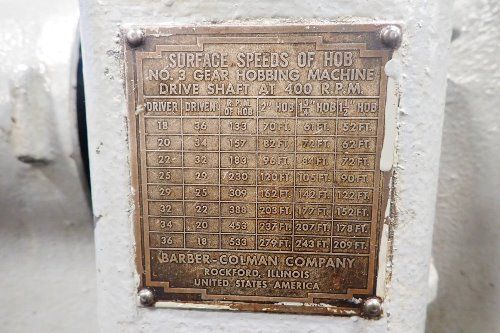 SURFACE SPEEDS OF HOB
NO. 3 GEAR HOBBING MACHINE
DRIVE SHAFT AT 400 R.P.M.
DRIVER DRIVEN R.P.M. OF HOB 2" HOB 1 3/4" HOB 1 1/2" HOB
18 36 133 70 FT. 61 FT. 52 FT.
20 34 157 82 FT. 72 FT. 62 FT.
22 32 183 96 FT. 84 FT. 72 FT.
25 29 230 120 FT. 105 FT. 90 FT.
29 25 309 162 FT. 142 FT. 122 FT.
32 22 388 203 FT. 177 FT. 152 FT.
34 20 453 237 FT. 207 FT. 178 FT.
36 18 533 279 FT. 243 FT. 209 FT.
BARBER-COLMAN COMPANY
ROCKFORD, ILLINOIS
UNITED STATES AMERICA